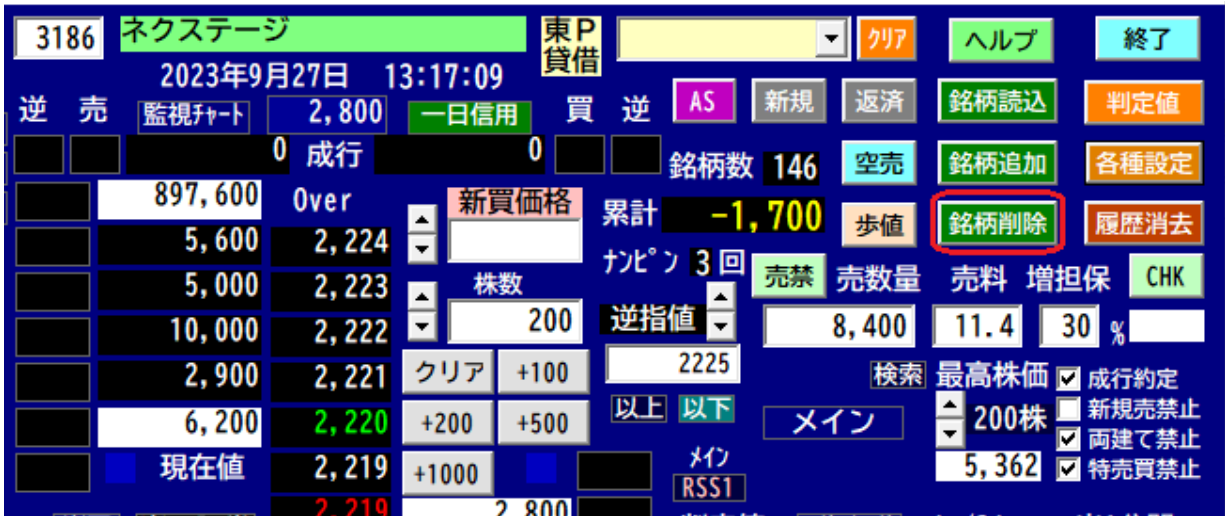 3186 ネクステージ 東P 貸借 クリア ヘルプ 終了
2023年9月27日 13:17:09
逆 売 監視ﾁｬｰﾄ 2,800 一日信用 買 逆 AS 新規 返済 銘柄読込 判定値
0 成行 0 銘柄数 146 空売 銘柄追加 各種設定
897,600 Over 新買価格 累計 -1,700 歩値 銘柄削除 履歴消去
5,600 2,224 ﾅﾝﾋﾟﾝ 3回 売禁 売数量 売料 増担保 CHK
5,000 2,223 株数 逆指値
10,000 2,222 200 8,400 11.4 30 %
2,900 2,221 クリア +100 2225 検索 最高株価 成行約定
6,200 2,220 +200 +500 以上 以下 メイン 200株 新規売禁止
両建て禁止
現在値 2,219 +1000 ﾒｲﾝ 5,362 特売買禁止
RSS1
2,219 2,800